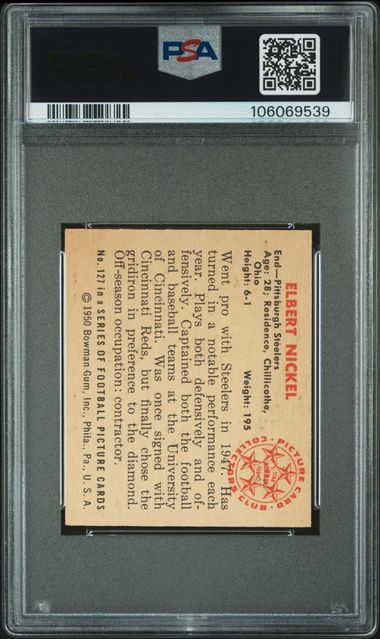 PSA
106069539
ELBERT NICKEL
End—Pittsburgh Steelers
Age: 28; Residence, Chillicothe,
Ohio
Height: 6-1 Weight: 195
PICTURE CARD
COLLECTORS CLUB
BOWMAN
Went pro with Steelers in 1947. Has
turned in a notable performance each
year. Plays both defensively and of-
fensively. Captained both the football
and baseball teams at the University
of Cincinnati. Was once signed with
Cincinnati Reds, but finally chose the
gridiron in preference to the diamond.
Off-season occupation: contractor.
No. 127 in a SERIES OF FOOTBALL PICTURE CARDS
© 1950 Bowman Gum, Inc., Phila., Pa., U. S. A.